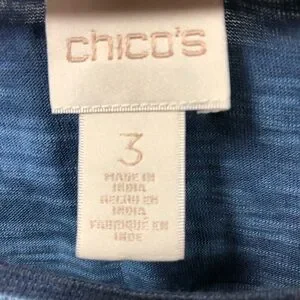 chico's
3
MADE IN
INDIA
HECHO EN
INDIA
FABRIQUÉ EN
INDE